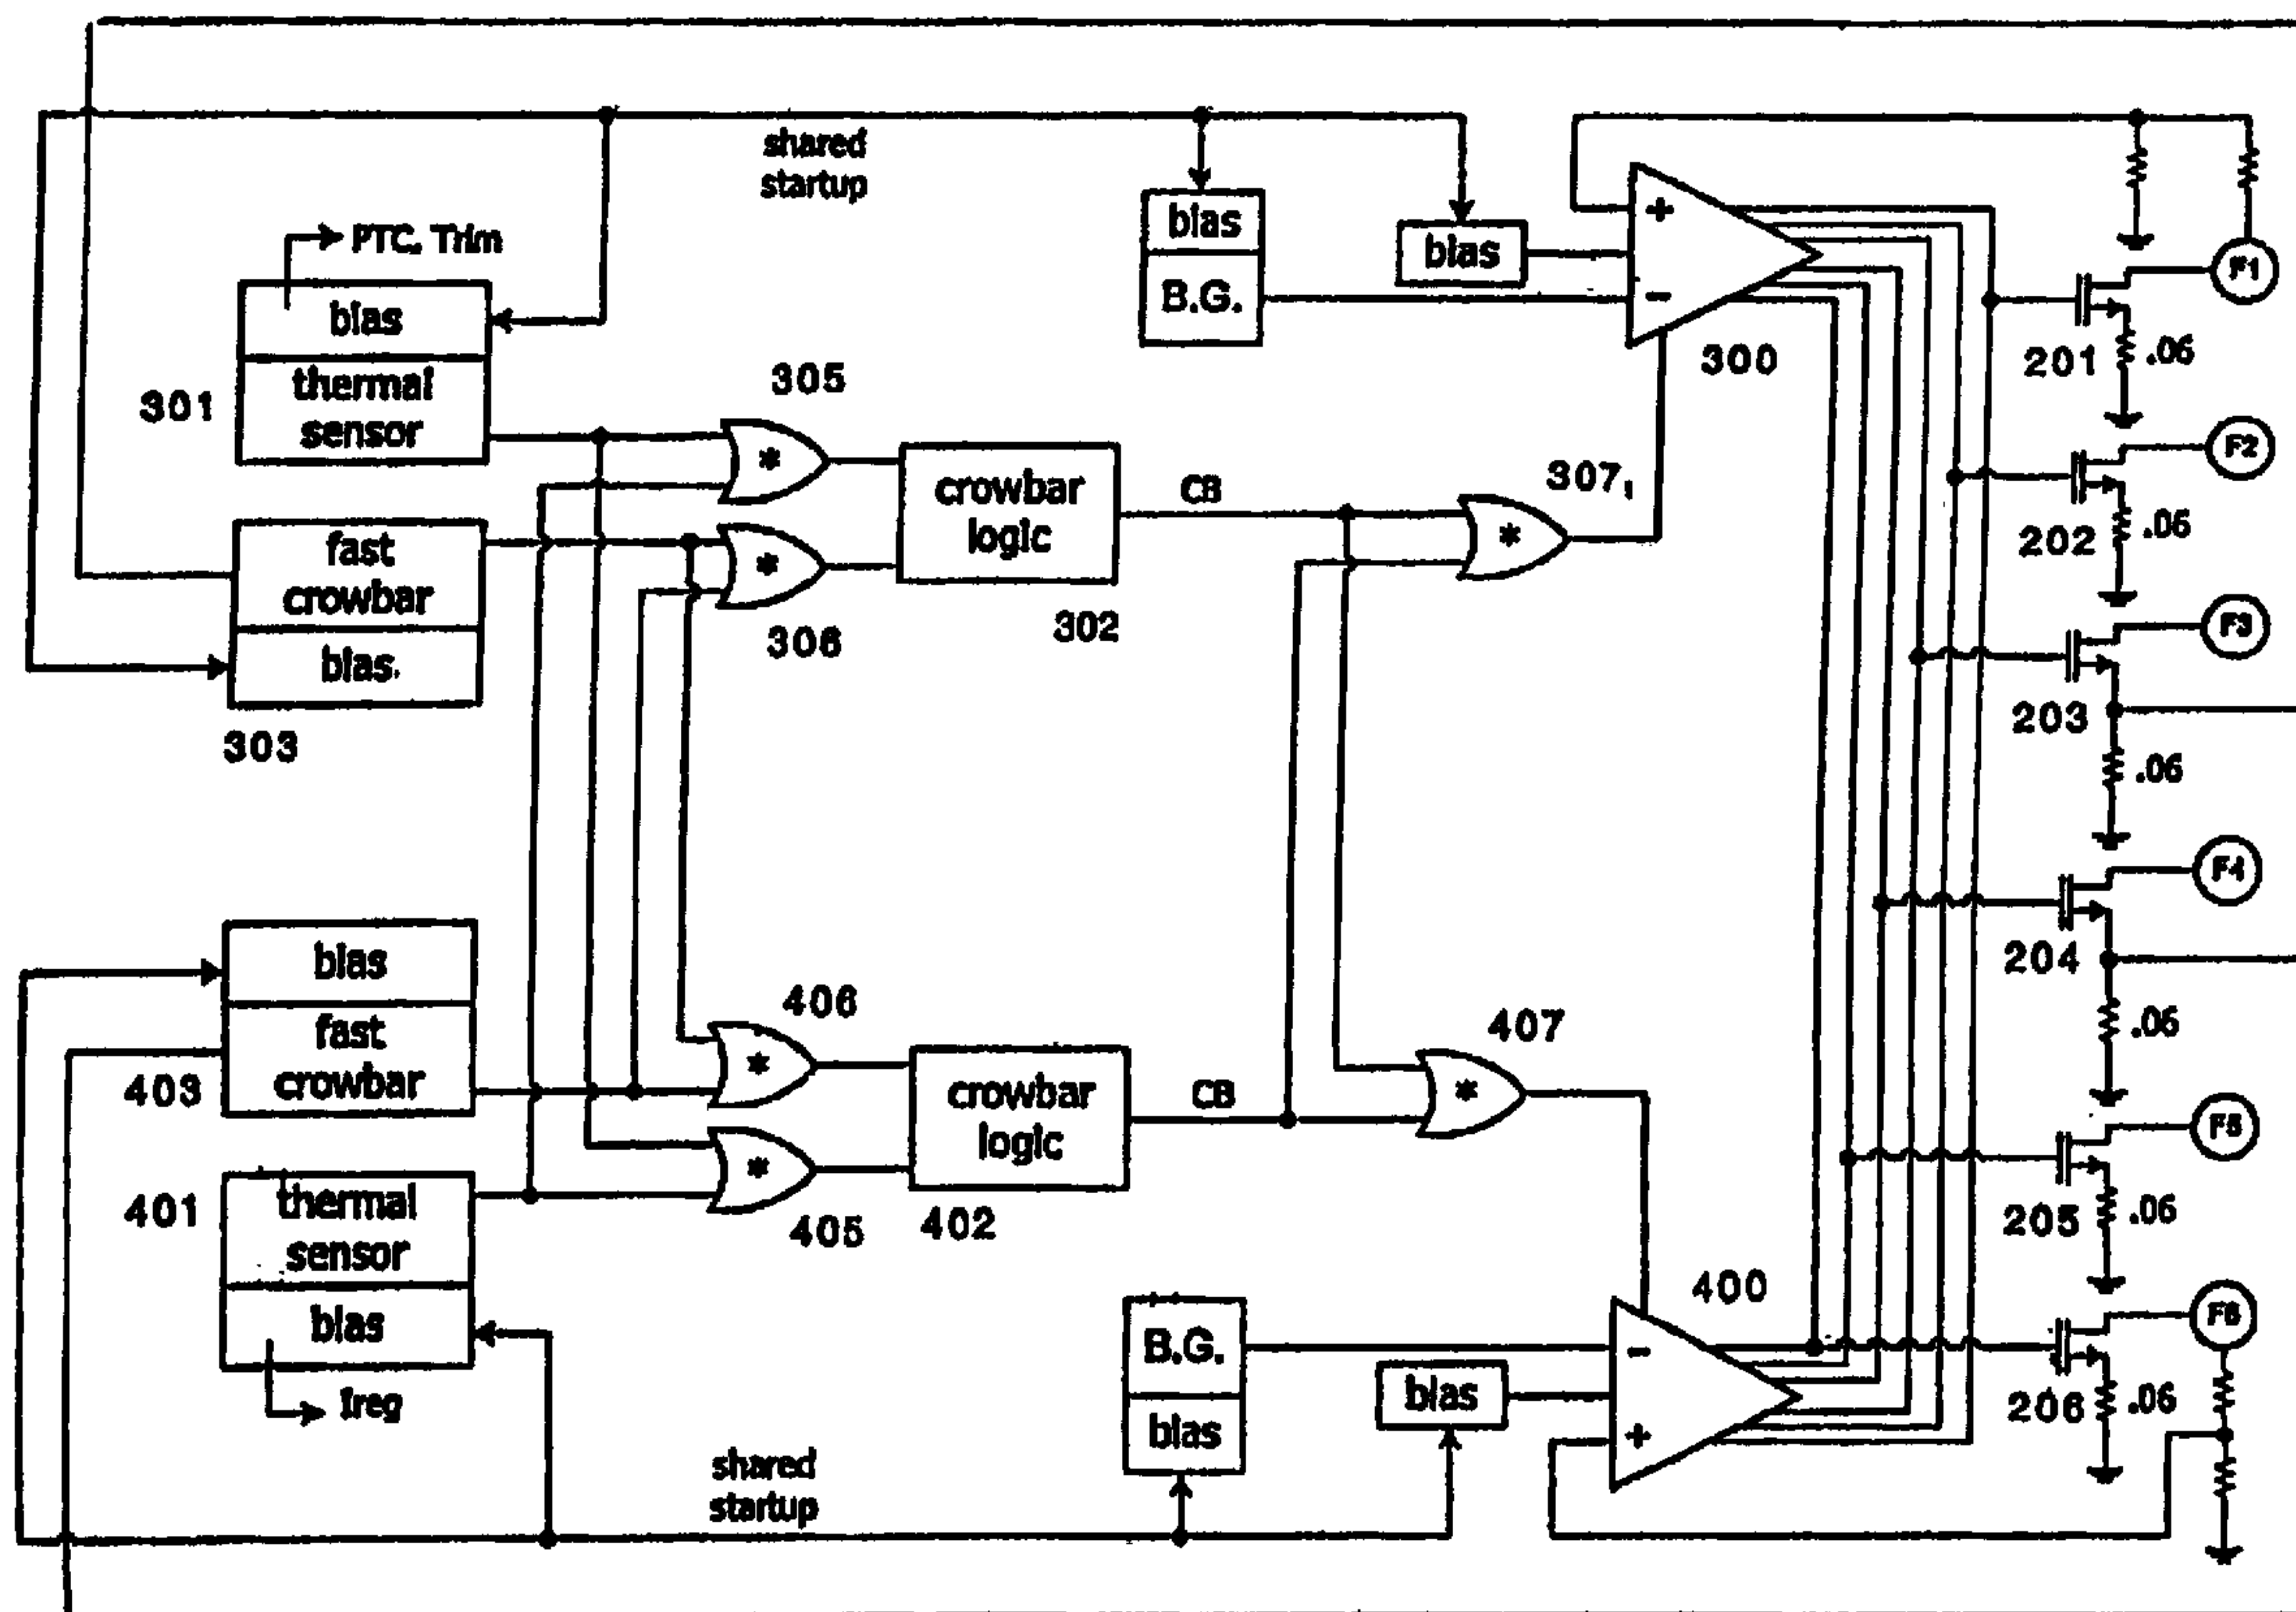 shared
startup
PTC, Trim
bias
thermal
sensor
301
fast
crowbar
bias
303
305
*
306
*
crowbar
logic
302
CB
307₁
*
bias
B.G.
bias
+
-
300
F1
201
.06
F2
202
.06
F3
203
.06
F4
204
.06
F5
205
.06
F6
206
.06
bias
fast
crowbar
403
thermal
sensor
bias
401
Ireg
406
*
405
*
crowbar
logic
402
CB
407
*
400
B.G.
bias
bias
-
+
shared
startup